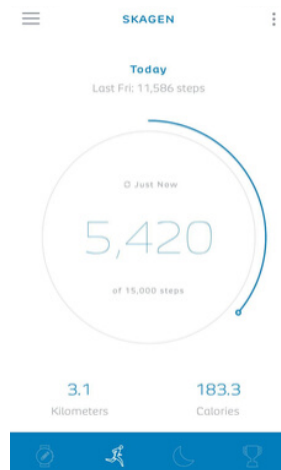 SKAGEN
Today
Last Fri: 11,586 steps
Just Now
5,420
of 15,000 steps
3.1 183.3
Kilometers Calories